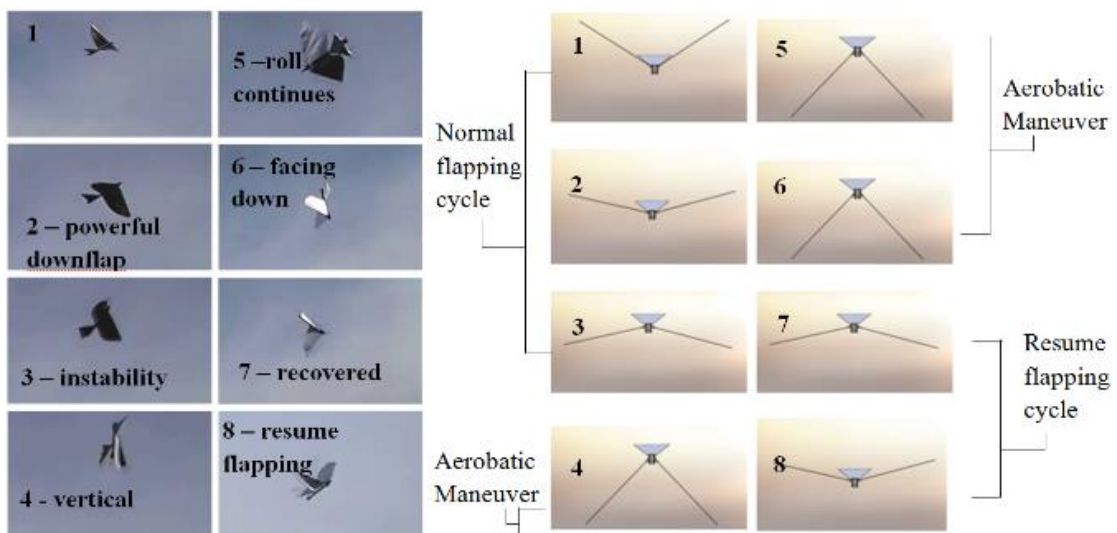 1
2 – powerful
downflap
3 – instability
4 - vertical
5 –roll
continues
6 – facing
down
7 – recovered
8 – resume
flapping
Normal
flapping
cycle
1
2
3
Aerobatic
Maneuver
4
5
6
Aerobatic
Maneuver
7
8
Resume
flapping
cycle